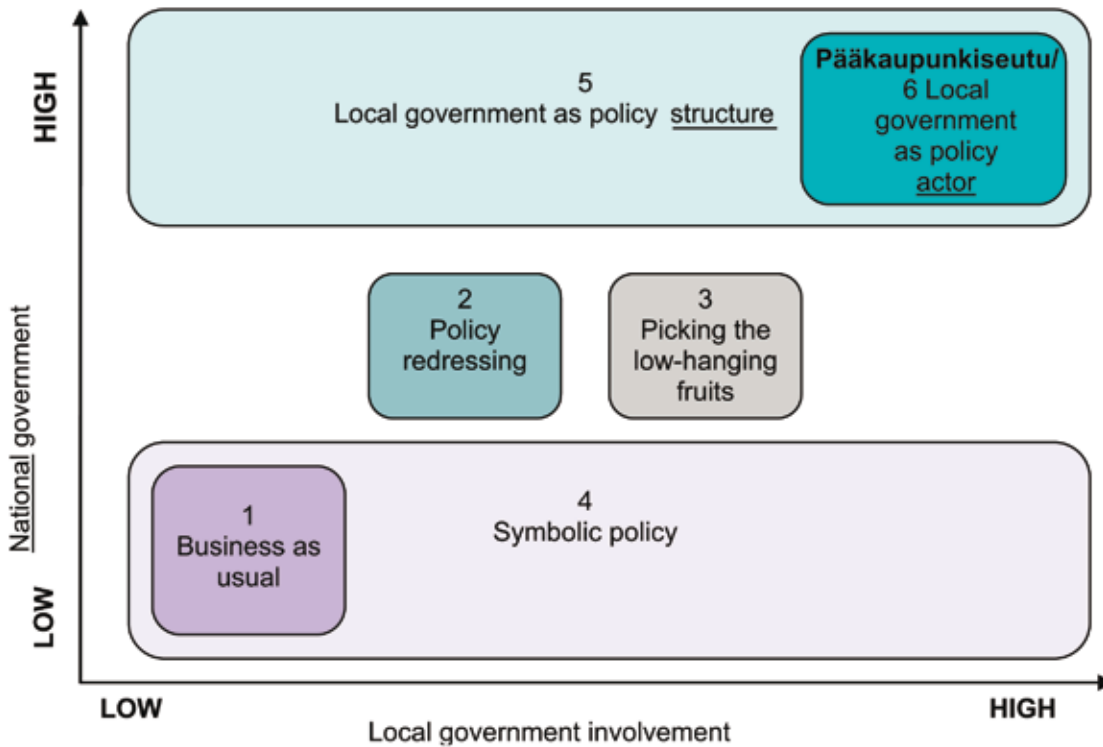 HIGH
5
Local government as policy structure
Pääkaupunkiseutu/
6 Local
government
as policy
actor
2
Policy
redressing
3
Picking the
low-hanging
fruits
National government
1
Business as
usual
4
Symbolic policy
LOW
LOW
HIGH
Local government involvement